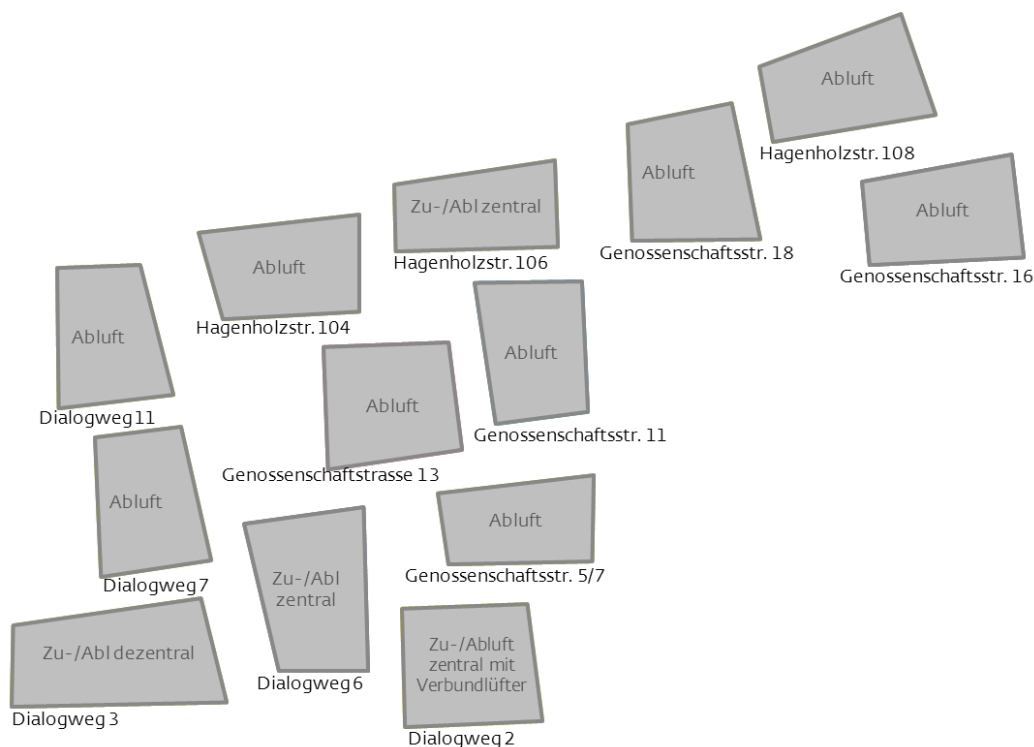 Abluft
Hagenholzstr. 108
Abluft
Genossenschaftsstr. 18
Abluft
Genossenschaftsstr. 16
Zu-/Abl zentral
Hagenholzstr. 106
Abluft
Hagenholzstr. 104
Abluft
Dialogweg 11
Abluft
Genossenschaftsstr. 11
Abluft
Genossenschaftstrasse 13
Abluft
Dialogweg 7
Abluft
Genossenschaftsstr. 5/7
Zu-/Abl
zentral
Dialogweg 6
Zu-/Abl dezentral
Dialogweg 3
Zu-/Abluft
zentral mit
Verbundlüfter
Dialogweg 2